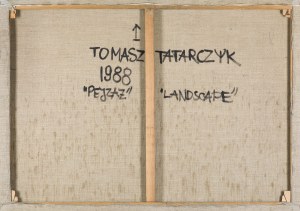 ↑
TOMASZ TATARCZYK
1988
"PEJZAŻ" "LANDSCAPE"